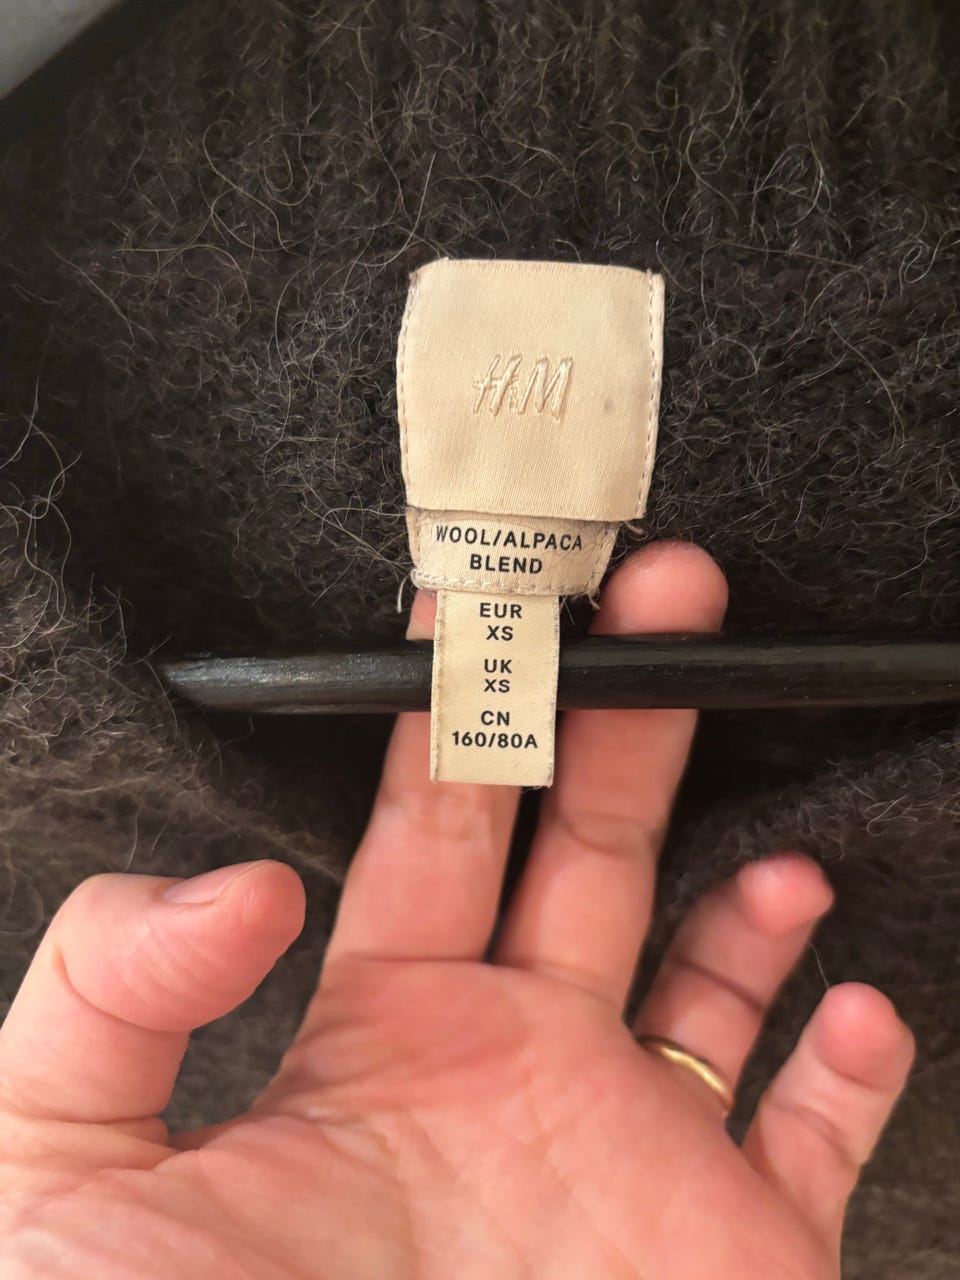 H&M
WOOL/ALPACA
BLEND
EUR
XS
UK
XS
CN
160/80A